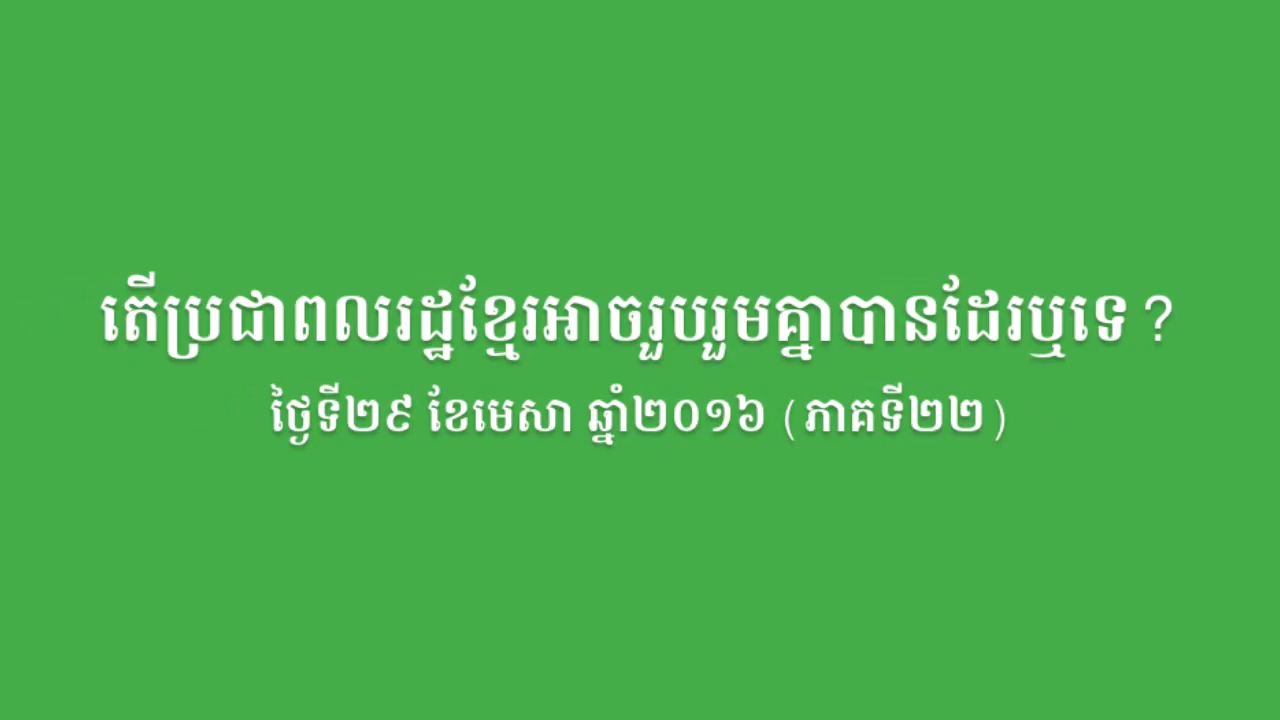 តើប្រជាពលរដ្ឋខ្មែរអាចរួបរួមគ្នាបានដែរឬទេ ?
ថ្ងៃទី២៩ ខែមេសា ឆ្នាំ២០១៦ (ភាគទី២២)